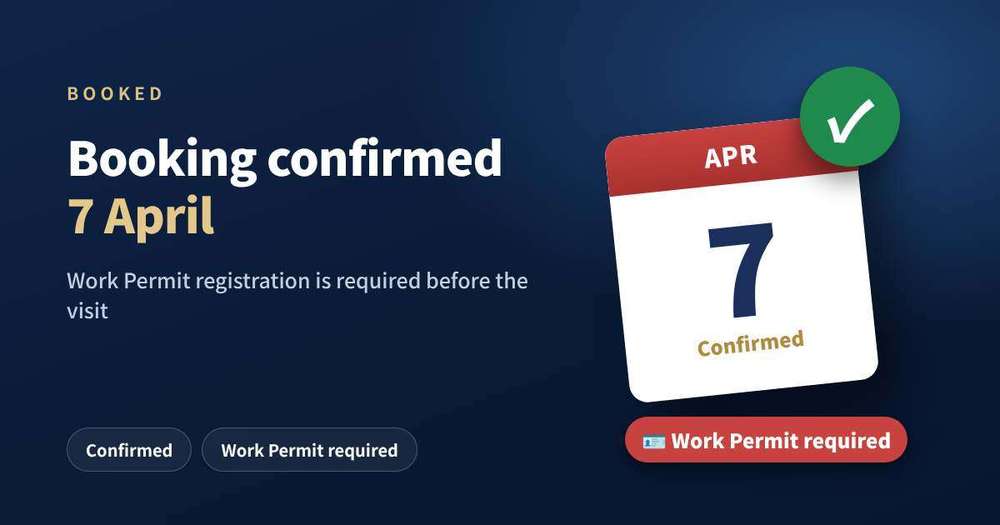 BOOKED
Booking confirmed
7 April
Work Permit registration is required before the
visit
Confirmed
Work Permit required
APR
7
Confirmed
Work Permit required